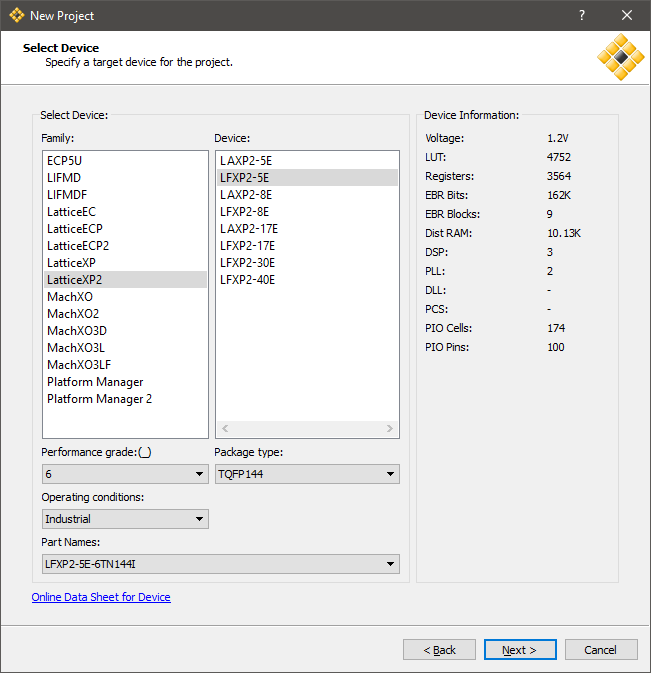 New Project
?
Select Device
Specify a target device for the project.
Select Device:
Family:
ECP5U
LIFMD
LIFMDF
LatticeEC
LatticeECP
LatticeECP2
LatticeXP
LatticeXP2
MachXO
MachXO2
MachXO3D
MachXO3L
MachXO3LF
Platform Manager
Platform Manager 2
Device:
LAXP2-5E
LFXP2-5E
LAXP2-8E
LFXP2-8E
LAXP2-17E
LFXP2-17E
LFXP2-30E
LFXP2-40E
Performance grade:(_)
6
Package type:
TQFP144
Operating conditions:
Industrial
Part Names:
LFXP2-5E-6TN144I
Device Information:
Voltage: 1.2V
LUT: 4752
Registers: 3564
EBR Bits: 162K
EBR Blocks: 9
Dist RAM: 10.13K
DSP: 3
PLL: 2
DLL: -
PCS: -
PIO Cells: 174
PIO Pins: 100
Online Data Sheet for Device
< Back
Next >
Cancel